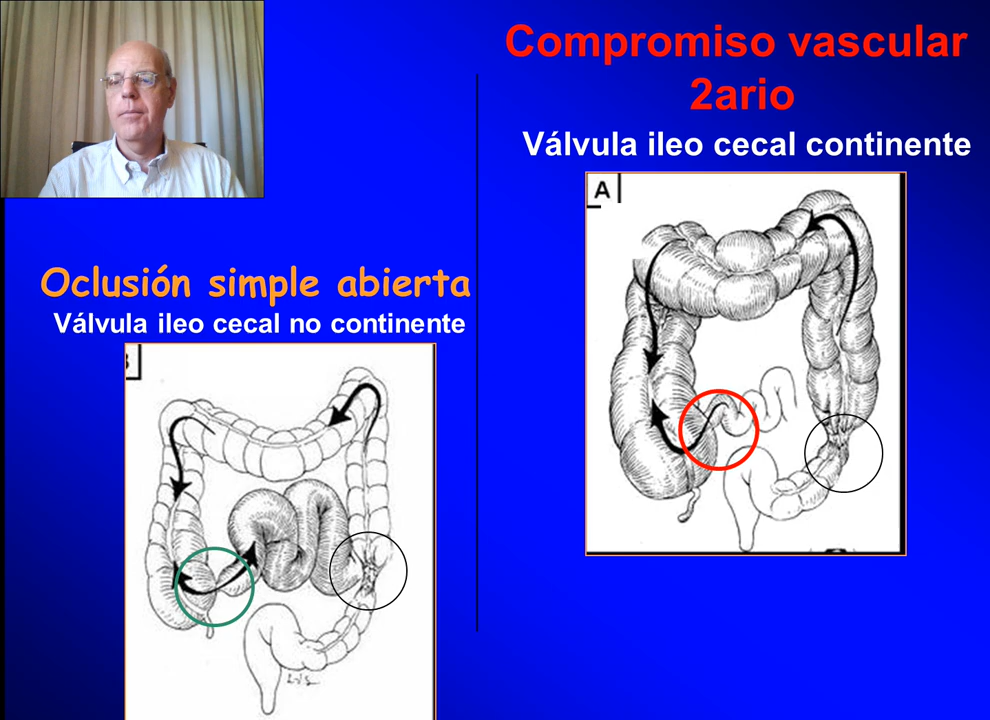 Compromiso vascular
2ario
Válvula ileo cecal continente
A
Oclusión simple abierta
Válvula ileo cecal no continente
B